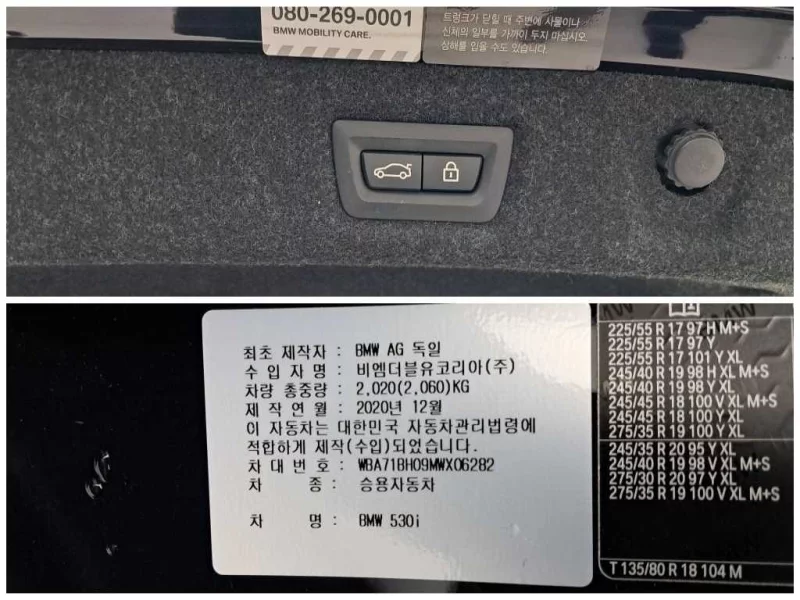 080-269-0001
BMW MOBILITY CARE.
트렁크가 닫힐 때 주변에 사물이나
신체의 일부를 가까이 두지 마십시오.
상해를 입을 수도 있습니다.
최초 제작자 : BMW AG 독일
수 입 자 명 : 비엠더블유코리아(주)
차량 총중량 : 2,020(2,060)KG
제 작 연 월 : 2020년 12월
이 자동차는 대한민국 자동차관리법령에
적합하게 제작(수입)되었습니다.
차 대 번 호 : WBA71BH09MWX06282
차 종 : 승용자동차
차 명 : BMW 530i
225/55 R 17 97 H M+S
225/55 R 17 97 Y
225/55 R 17 101 Y XL
245/40 R 19 98 H XL M+S
245/40 R 19 98 Y XL
245/45 R 18 100 V XL M+S
245/45 R 18 100 Y XL
275/35 R 19 100 Y XL
245/35 R 20 95 Y XL
245/40 R 19 98 V XL M+S
275/30 R 20 97 Y XL
275/35 R 19 100 V XL M+S
T 135/80 R 18 104 M